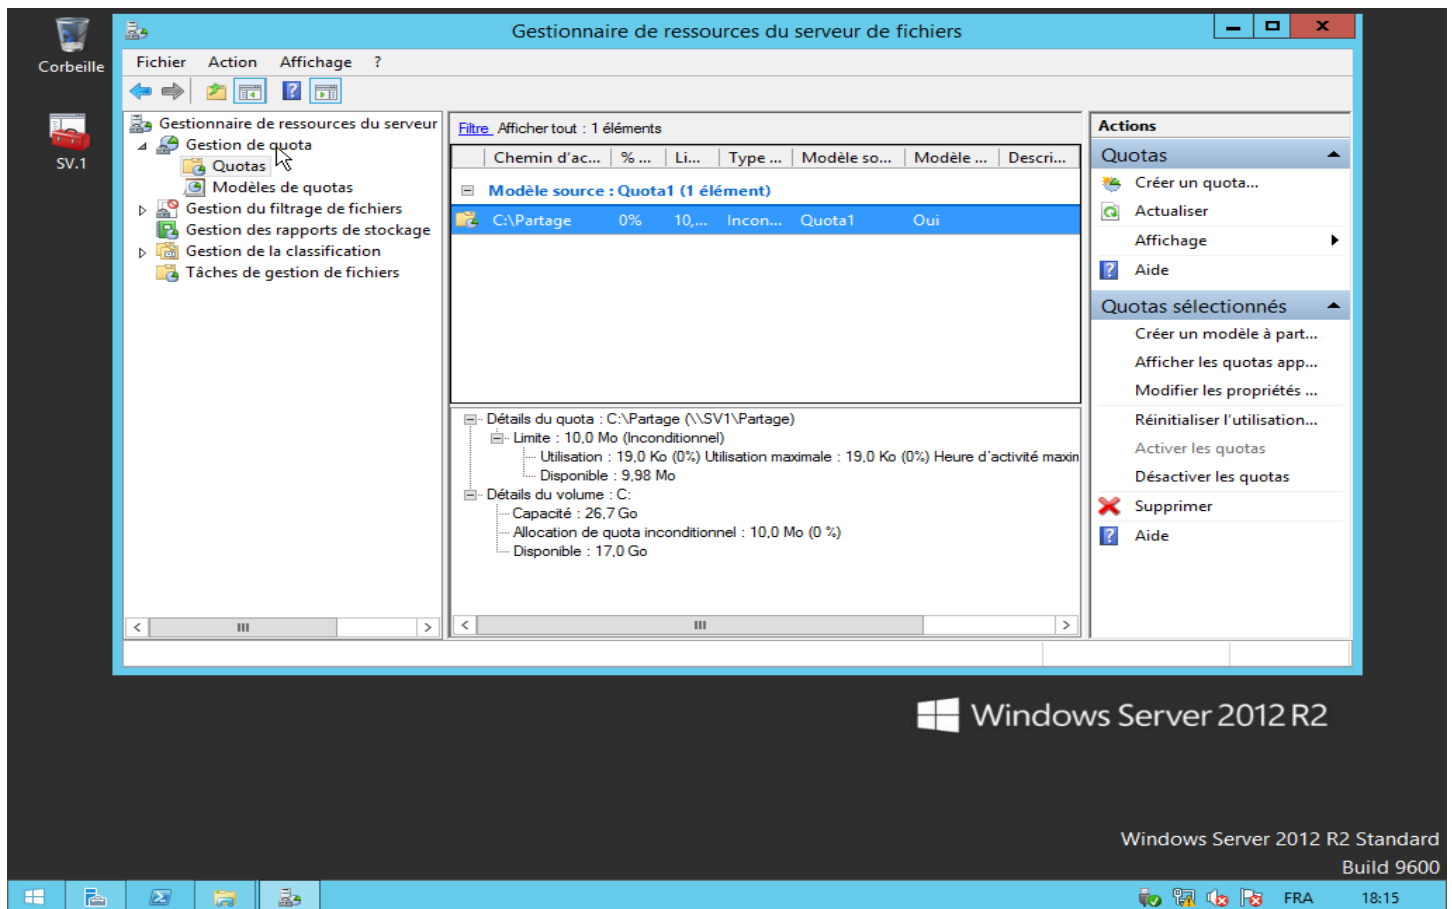 Corbeille
SV.1
Gestionnaire de ressources du serveur de fichiers
Fichier Action Affichage ?
Gestionnaire de ressources du serveur
Gestion de quota
Quotas
Modèles de quotas
Gestion du filtrage de fichiers
Gestion des rapports de stockage
Gestion de la classification
Tâches de gestion de fichiers
Filtre Afficher tout : 1 éléments
Chemin d'ac... % ... Li... Type ... Modèle so... Modèle ... Descri...
Modèle source : Quota1 (1 élément)
C:\Partage 0% 10,... Incon... Quota1 Oui
Détails du quota : C:\Partage (\\SV1\Partage)
Limite : 10,0 Mo (Inconditionnel)
Utilisation : 19,0 Ko (0%) Utilisation maximale : 19,0 Ko (0%) Heure d'activité maxin
Disponible : 9,98 Mo
Détails du volume : C:
Capacité : 26,7 Go
Allocation de quota inconditionnel : 10,0 Mo (0 %)
Disponible : 17,0 Go
Actions
Quotas
Créer un quota...
Actualiser
Affichage
Aide
Quotas sélectionnés
Créer un modèle à part...
Afficher les quotas app...
Modifier les propriétés ...
Réinitialiser l'utilisation...
Activer les quotas
Désactiver les quotas
Supprimer
Aide
Windows Server 2012 R2
Windows Server 2012 R2 Standard
Build 9600
FRA 18:15